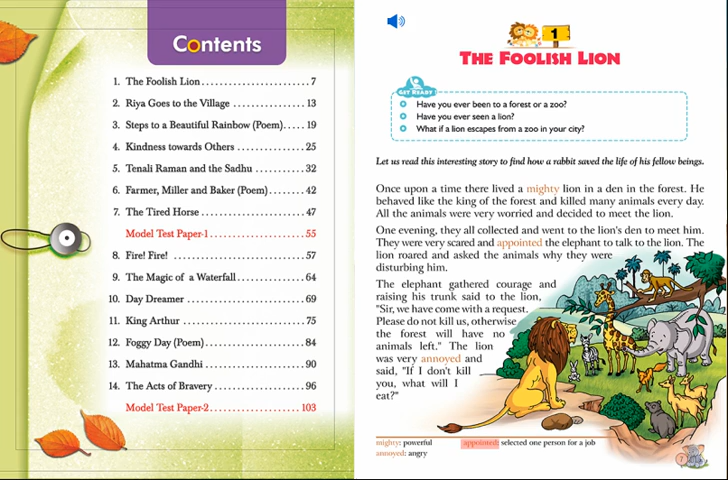 Contents
1. The Foolish Lion........................7
2. Riya Goes to the Village.................13
3. Steps to a Beautiful Rainbow (Poem).....19
4. Kindness towards Others.................25
5. Tenali Raman and the Sadhu............32
6. Farmer, Miller and Baker (Poem)........42
7. The Tired Horse........................47
Model Test Paper-1.....................55
8. Fire! Fire! .............................57
9. The Magic of a Waterfall...............64
10. Day Dreamer...........................69
11. King Arthur............................75
12. Foggy Day (Poem)......................84
13. Mahatma Gandhi......................90
14. The Acts of Bravery....................96
Model Test Paper-2....................103
1
THE FOOLISH LION
GET READY
Have you ever been to a forest or a zoo?
Have you ever seen a lion?
What if a lion escapes from a zoo in your city?
Let us read this interesting story to find how a rabbit saved the life of his fellow beings.
Once upon a time there lived a mighty lion in a den in the forest. He
behaved like the king of the forest and killed many animals every day.
All the animals were very worried and decided to meet the lion.
One evening, they all collected and went to the lion's den to meet him.
They were very scared and appointed the elephant to talk to the lion. The
lion roared and asked the animals why they were
disturbing him.
The elephant gathered courage and
raising his trunk said to the lion,
"Sir, we have come with a request.
Please do not kill us, otherwise
the forest will have no
animals left." The lion
was very annoyed and
said, "If I don't kill
you, what will I
eat?"
mighty: powerful appointed: selected one person for a job
annoyed: angry
7